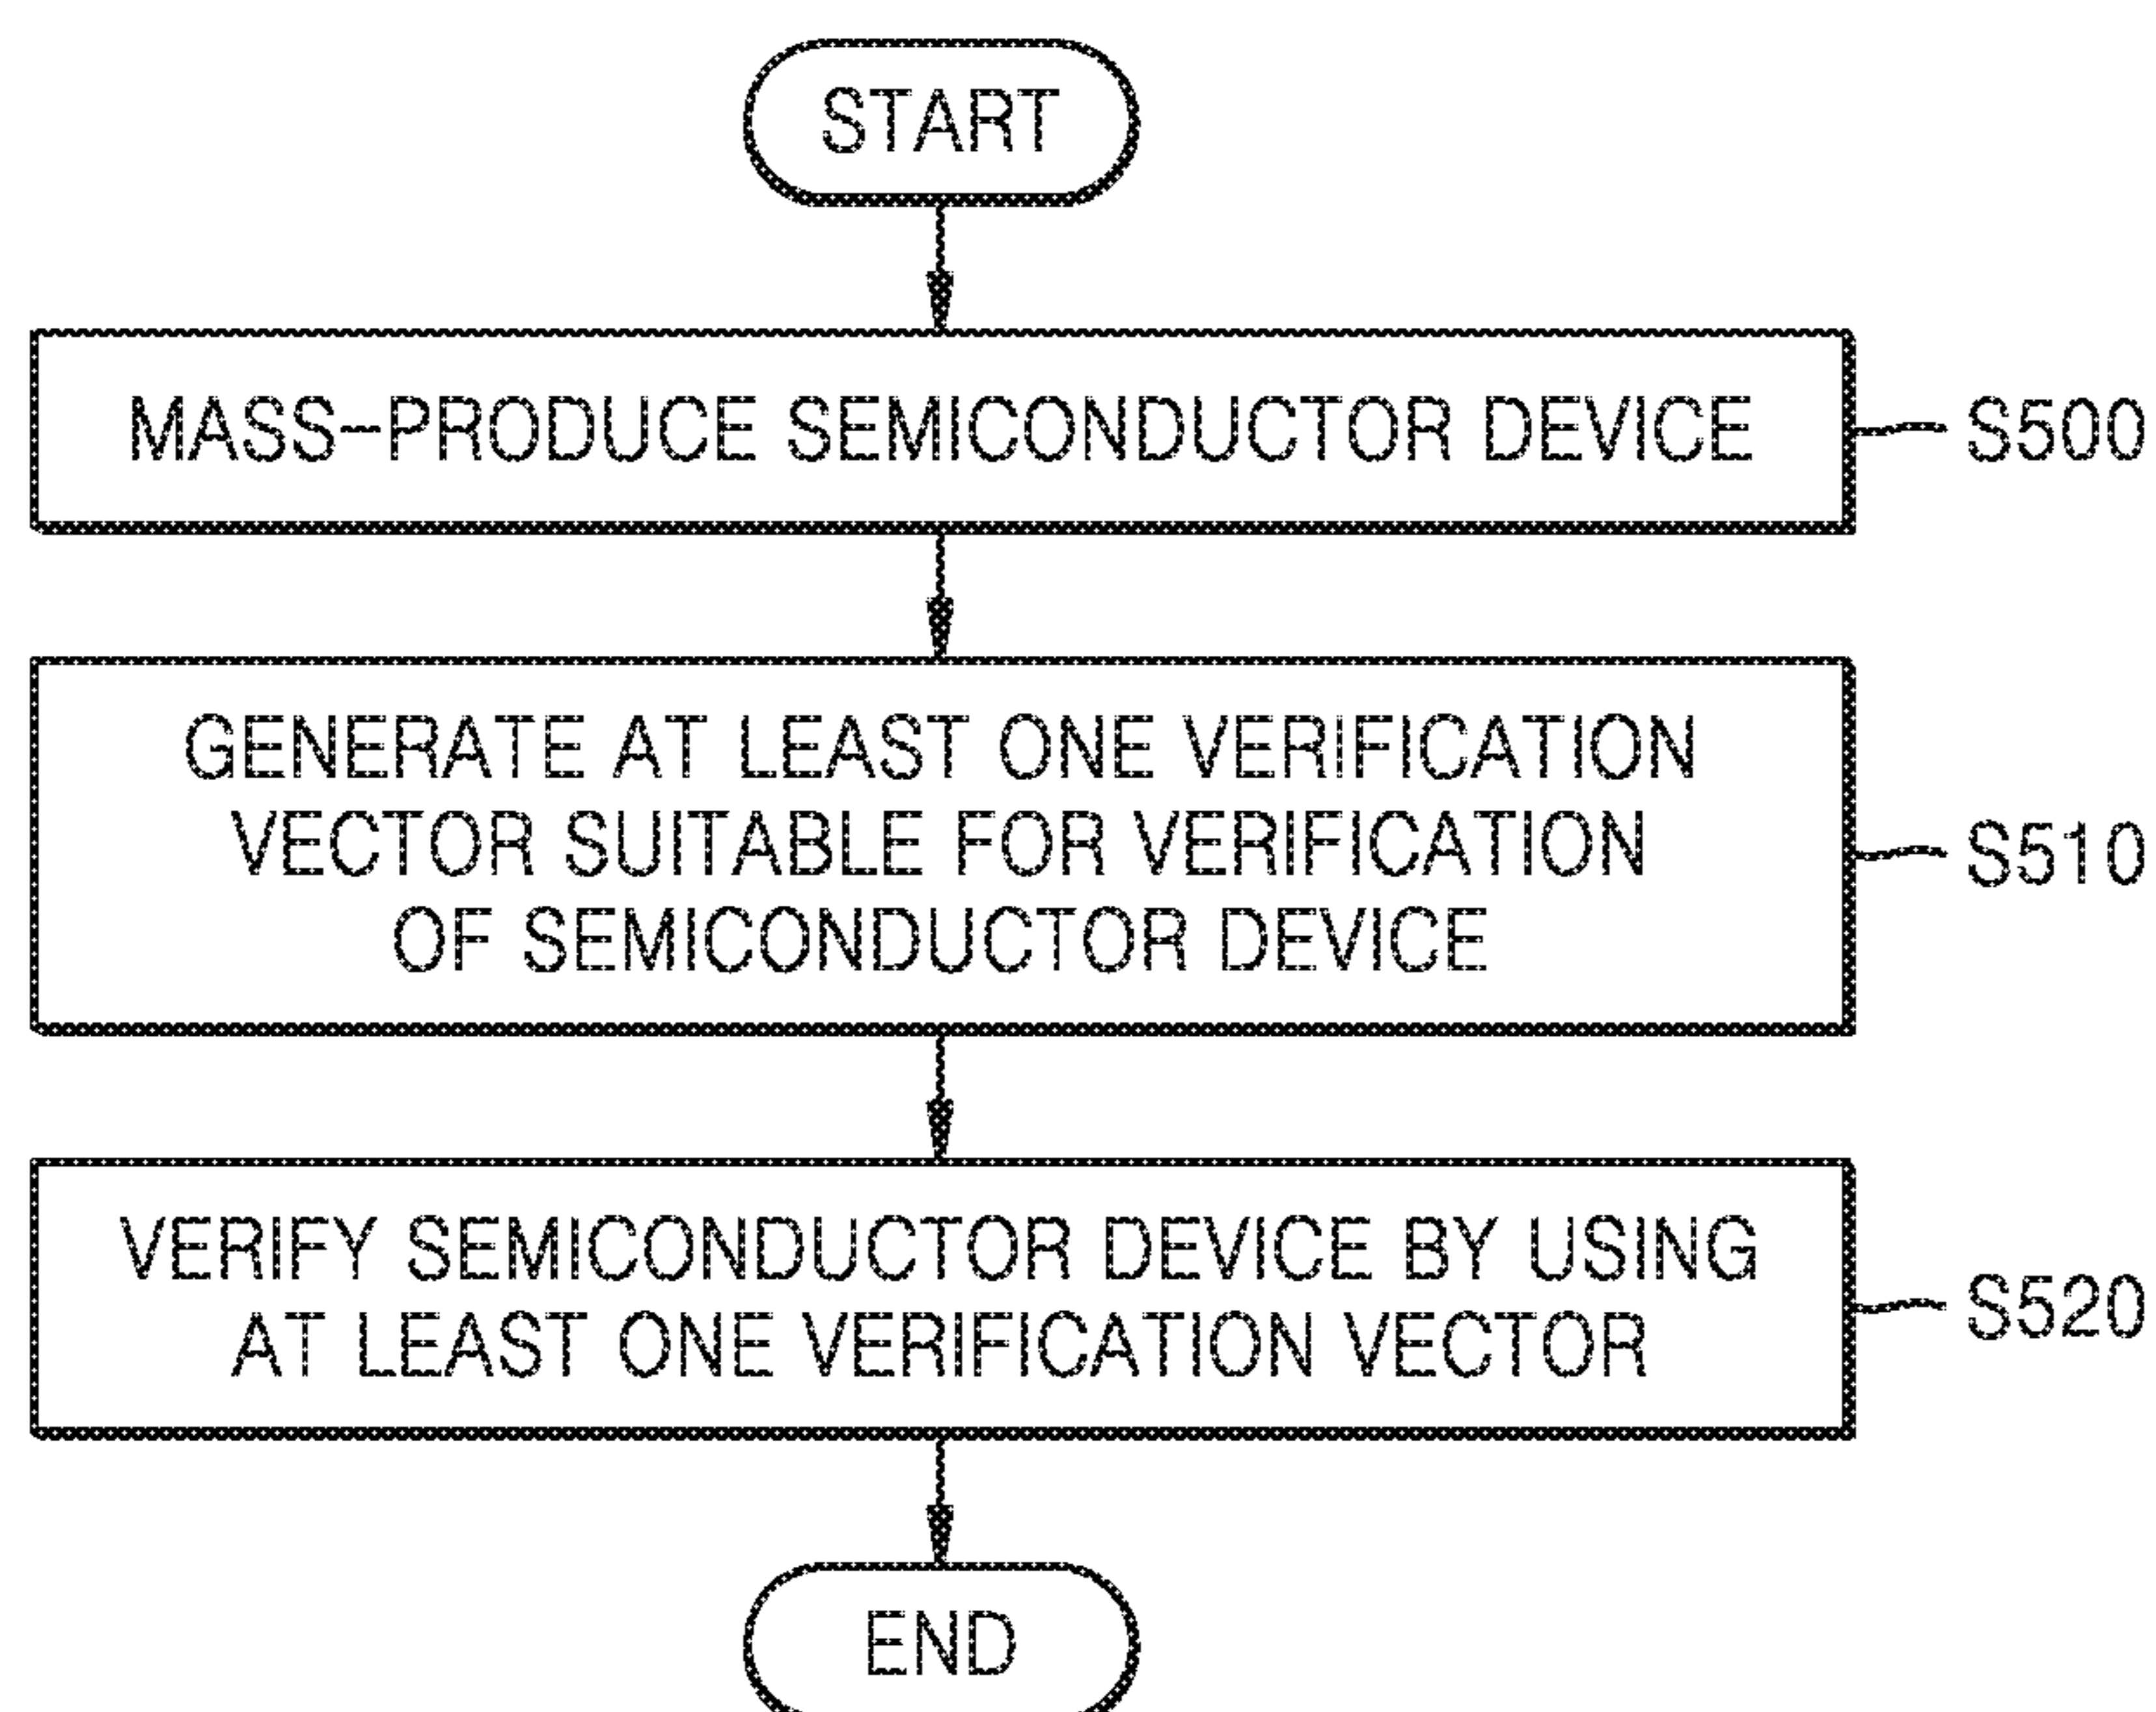 START
MASS-PRODUCE SEMICONDUCTOR DEVICE
S500
GENERATE AT LEAST ONE VERIFICATION
VECTOR SUITABLE FOR VERIFICATION
OF SEMICONDUCTOR DEVICE
S510
VERIFY SEMICONDUCTOR DEVICE BY USING
AT LEAST ONE VERIFICATION VECTOR
S520
END